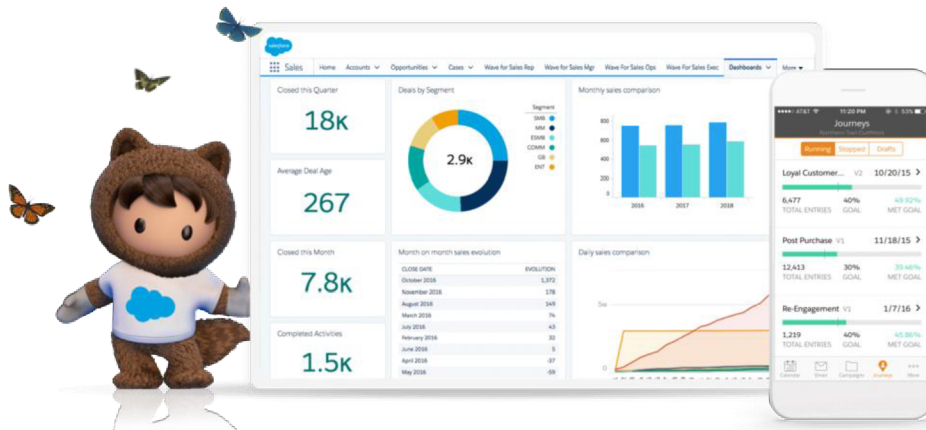 salesforce
Sales Home Accounts Opportunities Cases Wave for Sales Rep Wave for Sales Mgr Wave For Sales Ops Wave For Sales Exec Dashboards More
Closed this Quarter
18K
Average Deal Age
267
Closed this Month
7.8K
Completed Activities
1.5K
Deals by Segment
2.9K
Segment
SMB
MM
ESMB
COMM
GB
ENT
Monthly sales comparison
800
600
400
200
0
2016 2017 2018
Month on month sales evolution
CLOSE DATE EVOLUTION
October 2016 1,372
November 2016 178
August 2016 149
March 2016 74
July 2016 43
February 2016 32
June 2016 5
April 2016 -37
May 2016 -59
Daily sales comparison
0
AT&T 11:20 PM 53%
Journeys
Northern Trail Outfitters
Running Stopped Drafts
Loyal Customer... V2 10/20/15
6,477 40% 49.92%
TOTAL ENTRIES GOAL MET GOAL
Post Purchase V1 11/18/15
12,413 30% 39.46%
TOTAL ENTRIES GOAL MET GOAL
Re-Engagement V1 1/7/16
1,219 40% 45.86%
TOTAL ENTRIES GOAL MET GOAL
Calendar Email Campaigns Journeys More